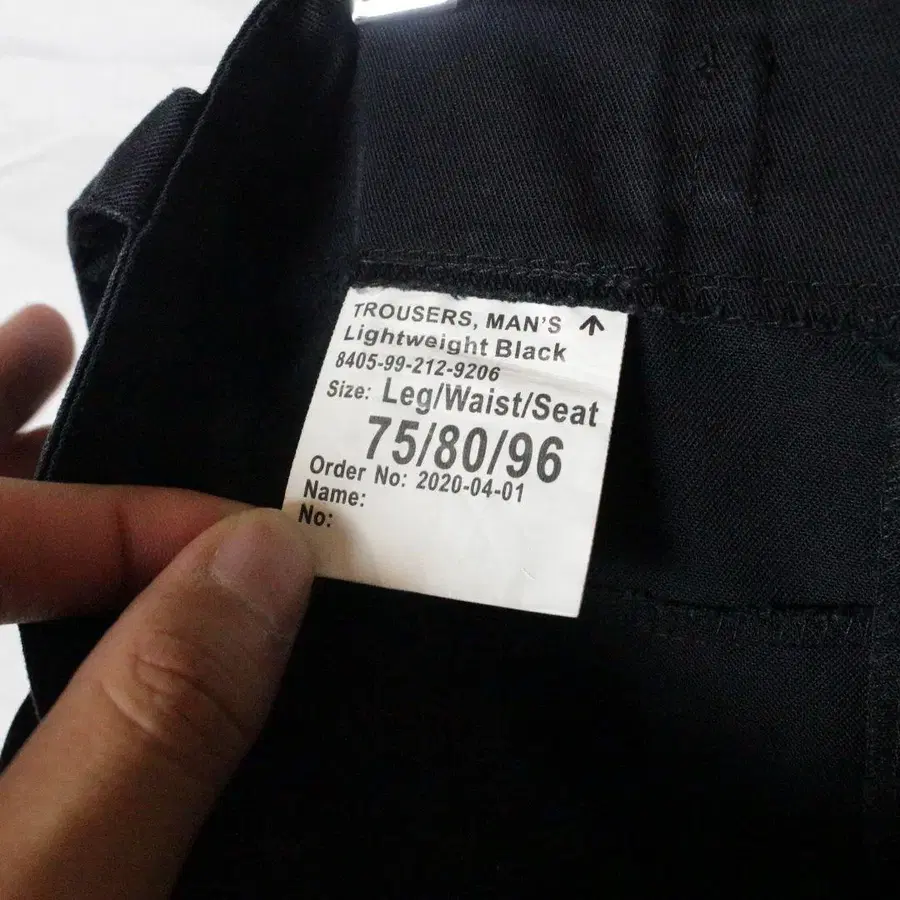 TROUSERS, MAN'S ↑
Lightweight Black
8405-99-212-9206
Size: Leg/Waist/Seat
75/80/96
Order No: 2020-04-01
Name:
No: